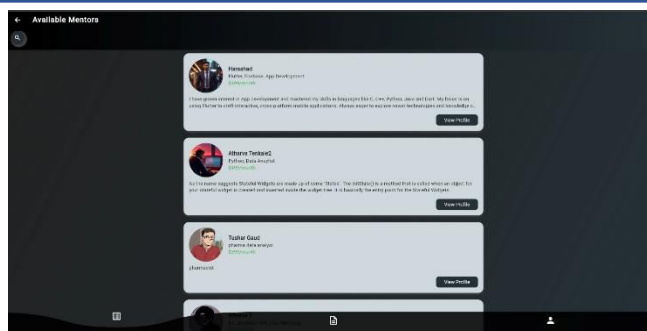 Available Mentors
Harashad
Flutter, Firebase, App Development
I have grown interest in App Development and mastered my skills in languages like C, C++, Python, Java and Dart. My focus is on
using Flutter to craft interactive, cross-platform mobile applications. Always eager to explore newer technologies and knowledge o...
View Profile
Atharva Tenkale2
Python, Data Analyst
As the name suggests Stateful Widgets are made up of some 'States'. The initState() is a method that is called when an object for
your stateful widget is created and inserted inside the widget tree. It is basically the entry point for the Stateful Widgets.
View Profile
Tushar Gaud
pharma data analyst
pharmacist
View Profile